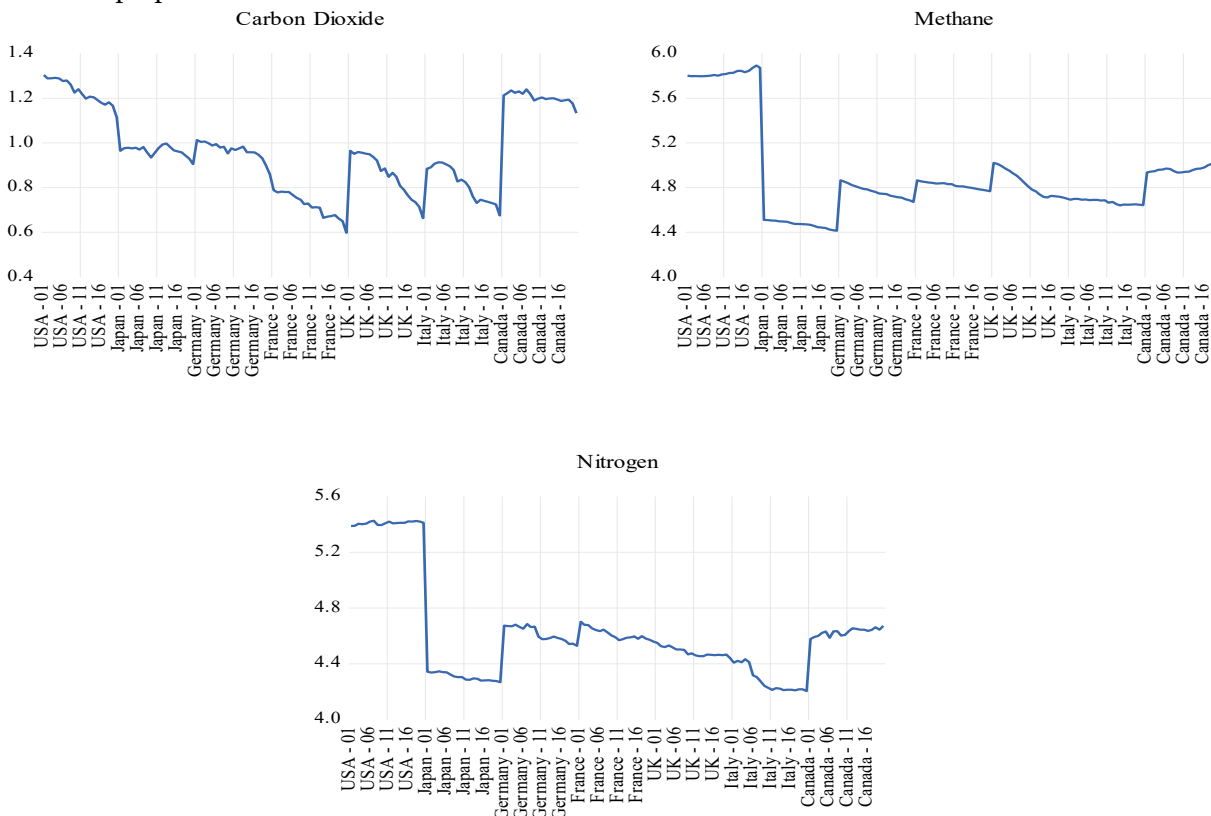 Carbon Dioxide
1.4
1.2
1.0
0.8
0.6
0.4
USA - 01
USA - 06
USA - 11
USA - 16
Japan - 01
Japan - 06
Japan - 11
Japan - 16
Germany - 01
Germany - 06
Germany - 11
Germany - 16
France - 01
France - 06
France - 11
France - 16
UK - 01
UK - 06
UK - 11
UK - 16
Italy - 01
Italy - 06
Italy - 11
Italy - 16
Canada - 01
Canada - 06
Canada - 11
Canada - 16
Methane
6.0
5.6
5.2
4.8
4.4
4.0
USA - 01
USA - 06
USA - 11
USA - 16
Japan - 01
Japan - 06
Japan - 11
Japan - 16
Germany - 01
Germany - 06
Germany - 11
Germany - 16
France - 01
France - 06
France - 11
France - 16
UK - 01
UK - 06
UK - 11
UK - 16
Italy - 01
Italy - 06
Italy - 11
Italy - 16
Canada - 01
Canada - 06
Canada - 11
Canada - 16
Nitrogen
5.6
5.2
4.8
4.4
4.0
USA - 01
USA - 06
USA - 11
USA - 16
Japan - 01
Japan - 06
Japan - 11
Japan - 16
Germany - 01
Germany - 06
Germany - 11
Germany - 16
France - 01
France - 06
France - 11
France - 16
UK - 01
UK - 06
UK - 11
UK - 16
Italy - 01
Italy - 06
Italy - 11
Italy - 16
Canada - 01
Canada - 06
Canada - 11
Canada - 16